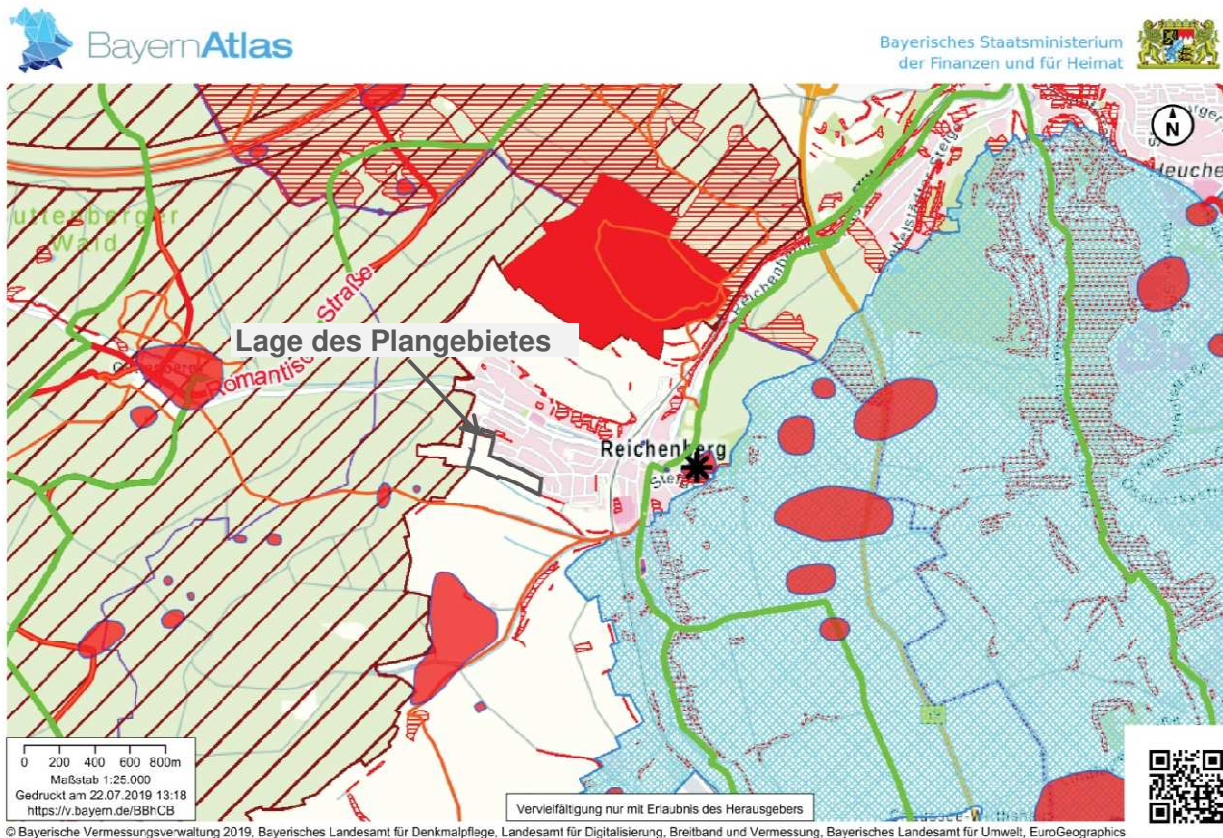 BayernAtlas
Bayerisches Staatsministerium
der Finanzen und für Heimat
N
Wald
Straße
Lage des Plangebietes
Reichenberg
0 200 400 600 800m
Maßstab 1:25.000
Gedruckt am 22.07.2019 13:18
https://v.bayern.de/BBhCB
Vervielfältigung nur mit Erlaubnis des Herausgebers
© Bayerische Vermessungsverwaltung 2019, Bayerisches Landesamt für Denkmalpflege, Landesamt für Digitalisierung, Breitband und Vermessung, Bayerisches Landesamt für Umwelt, EuroGeographics